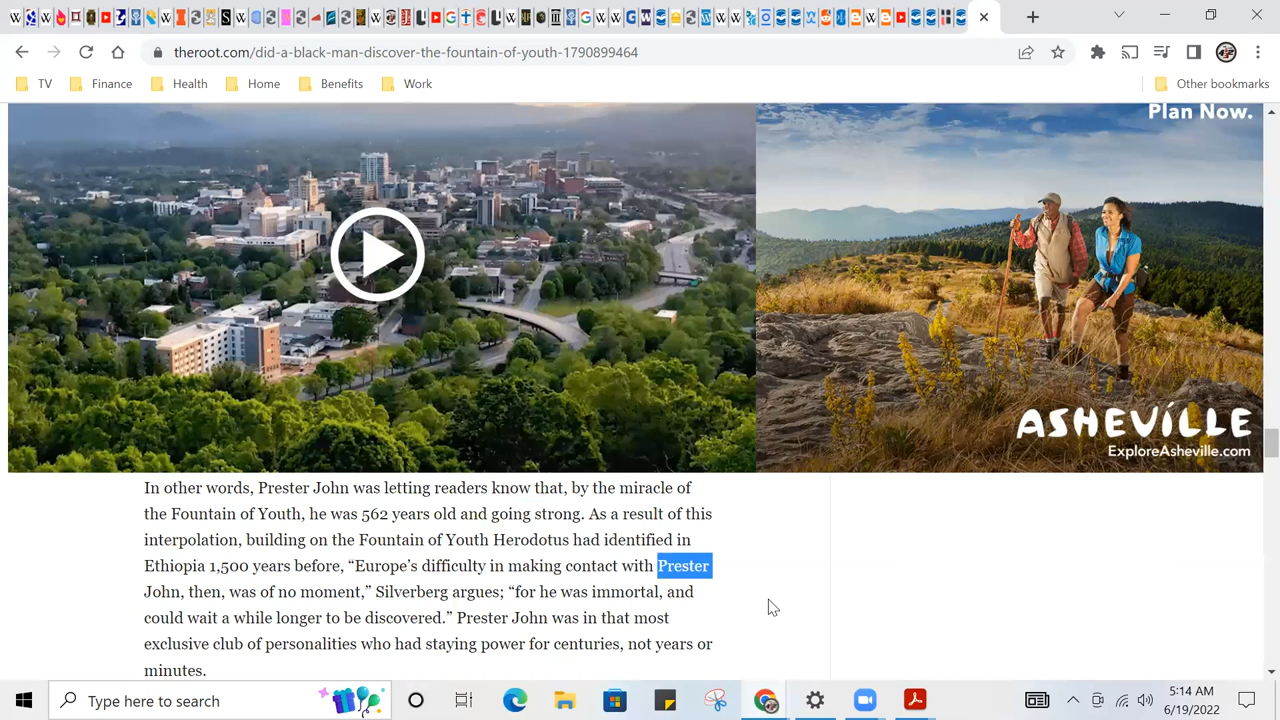 theroot.com/did-a-black-man-discover-the-fountain-of-youth-1790899464
TV Finance Health Home Benefits Work Other bookmarks
Plan Now.
ASHEVILLE
ExploreAsheville.com
In other words, Prester John was letting readers know that, by the miracle of
the Fountain of Youth, he was 562 years old and going strong. As a result of this
interpolation, building on the Fountain of Youth Herodotus had identified in
Ethiopia 1,500 years before, “Europe’s difficulty in making contact with Prester
John, then, was of no moment,” Silverberg argues; “for he was immortal, and
could wait a while longer to be discovered.” Prester John was in that most
exclusive club of personalities who had staying power for centuries, not years or
minutes.
Type here to search
5:14 AM
6/19/2022